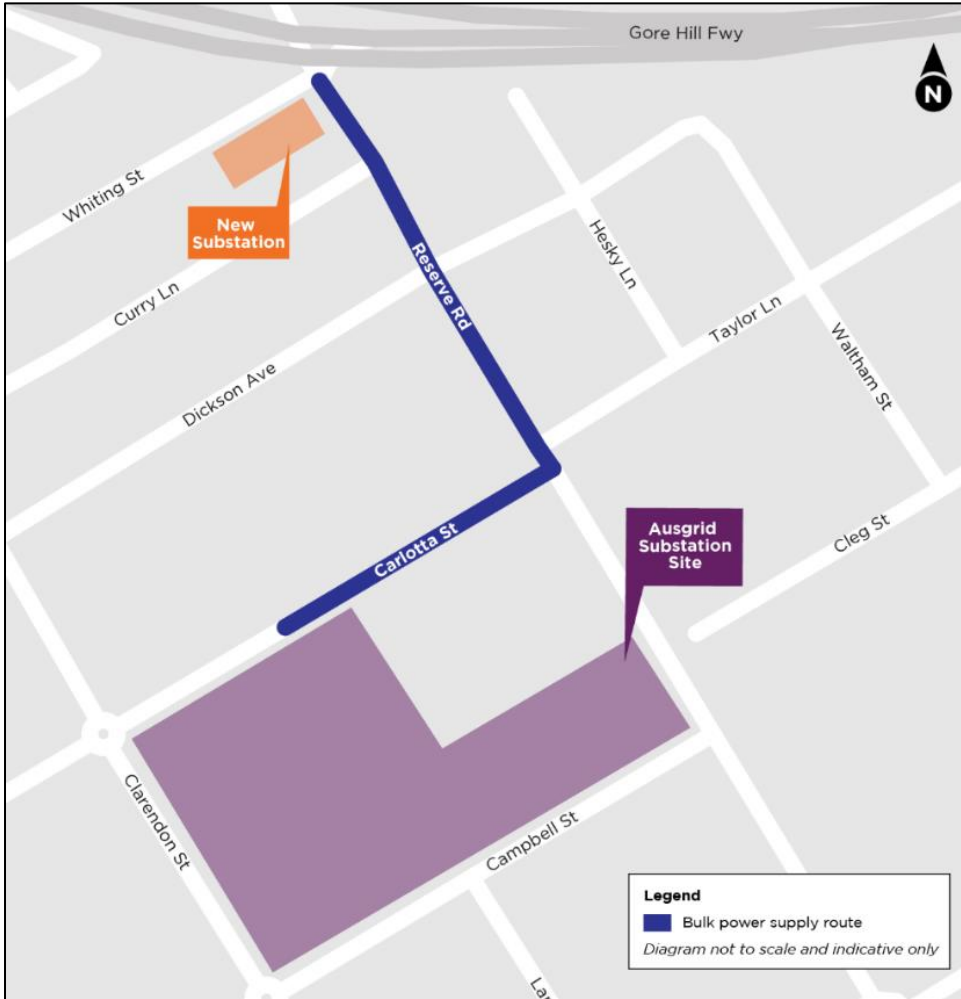 Gore Hill Fwy
N
Whiting St
New
Substation
Curry Ln
Reserve Rd
Hesky Ln
Taylor Ln
Waltham St
Dickson Ave
Carlotta St
Ausgrid
Substation
Site
Cleg St
Clarendon St
Campbell St
Legend
Bulk power supply route
Diagram not to scale and indicative only